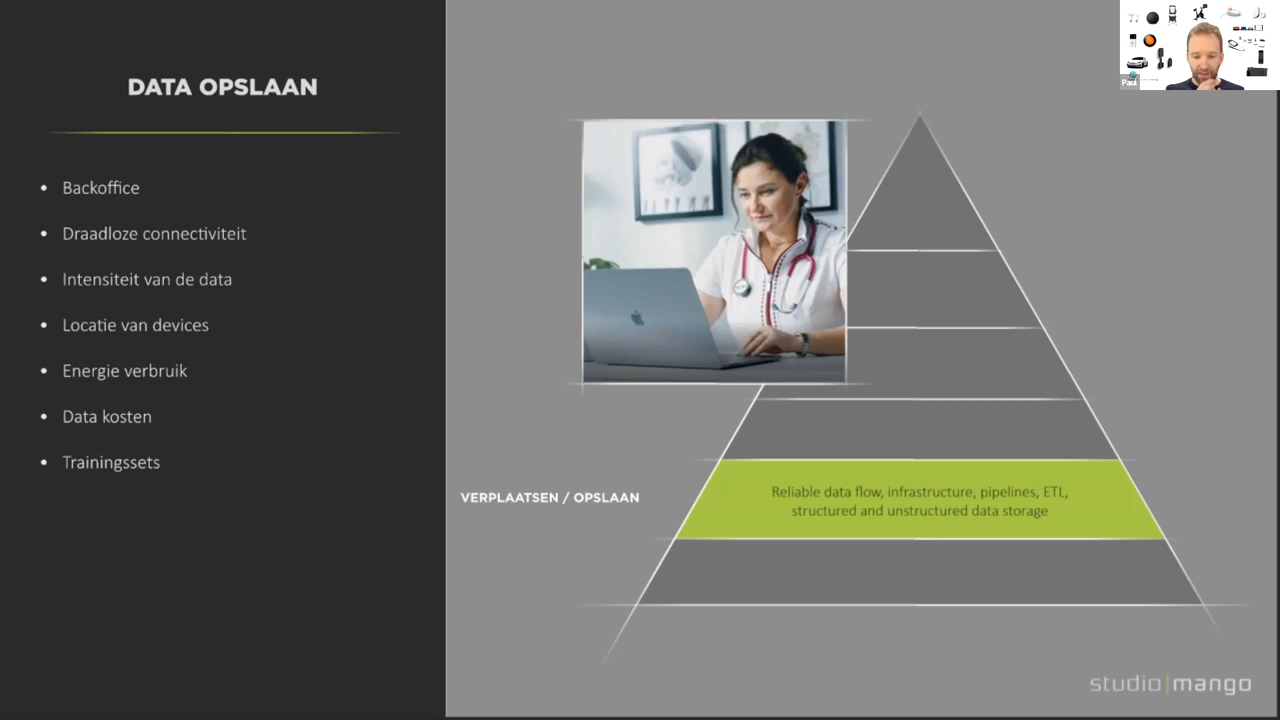 DATA OPSLAAN
• Backoffice
• Draadloze connectiviteit
• Intensiteit van de data
• Locatie van devices
• Energie verbruik
• Data kosten
• Trainingssets
VERPLAATSEN / OPSLAAN
Reliable data flow, infrastructure, pipelines, ETL,
structured and unstructured data storage
Paul
studio|mango